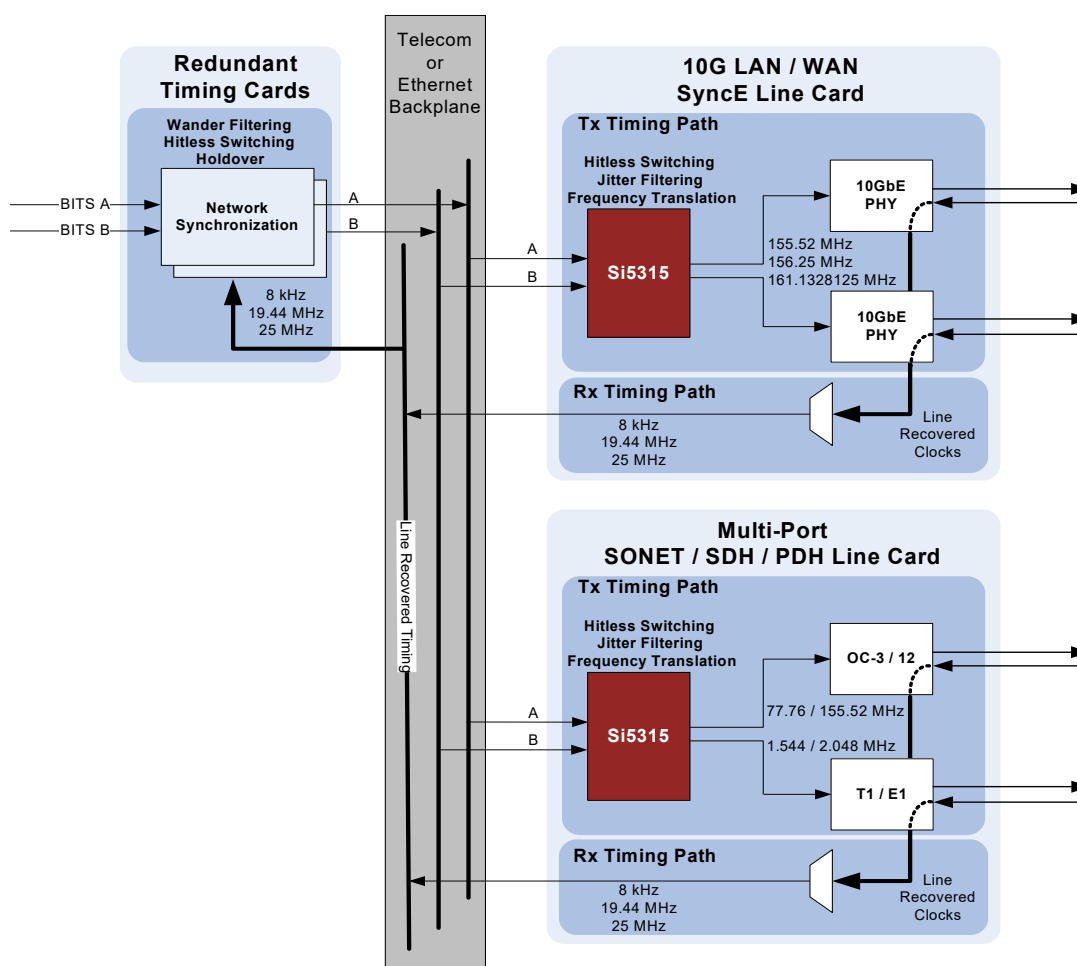 Redundant
Timing Cards
Wander Filtering
Hitless Switching
Holdover
BITS A
BITS B
Network
Synchronization
A
B
8 kHz
19.44 MHz
25 MHz
Telecom
or
Ethernet
Backplane
Line Recovered Timing
10G LAN / WAN
SyncE Line Card
Tx Timing Path
Hitless Switching
Jitter Filtering
Frequency Translation
A
B
Si5315
155.52 MHz
156.25 MHz
161.1328125 MHz
10GbE
PHY
10GbE
PHY
Rx Timing Path
8 kHz
19.44 MHz
25 MHz
Line
Recovered
Clocks
Multi-Port
SONET / SDH / PDH Line Card
Tx Timing Path
Hitless Switching
Jitter Filtering
Frequency Translation
A
B
Si5315
77.76 / 155.52 MHz
1.544 / 2.048 MHz
OC-3 / 12
T1 / E1
Rx Timing Path
8 kHz
19.44 MHz
25 MHz
Line
Recovered
Clocks